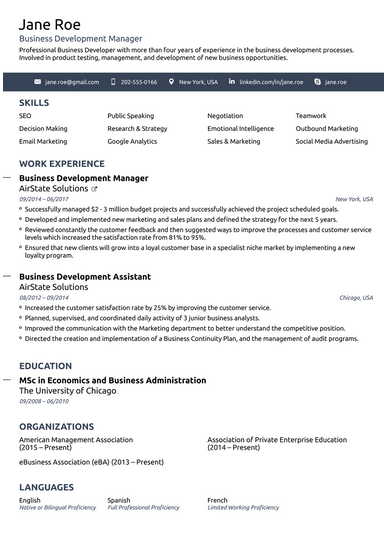 Jane Roe
Business Development Manager
Professional Business Developer with more than four years of experience in the business development processes.
Involved in product testing, management, and development of new business opportunities.
jane.roe@gmail.com 202-555-0166 New York, USA linkedin.com/in/jane.roe jane.roe
SKILLS
SEO Public Speaking Negotiation Teamwork
Decision Making Research & Strategy Emotional Intelligence Outbound Marketing
Email Marketing Google Analytics Sales & Marketing Social Media Advertising
WORK EXPERIENCE
Business Development Manager
AirState Solutions
09/2014 – 06/2017 New York, USA
Successfully managed $2 - 3 million budget projects and successfully achieved the project scheduled goals.
Developed and implemented new marketing and sales plans and defined the strategy for the next 5 years.
Reviewed constantly the customer feedback and then suggested ways to improve the processes and customer service
levels which increased the satisfaction rate from 81% to 95%.
Ensured that new clients will grow into a loyal customer base in a specialist niche market by implementing a new
loyalty program.
Business Development Assistant
AirState Solutions
08/2012 – 09/2014 Chicago, USA
Increased the customer satisfaction rate by 25% by improving the customer service.
Planned, supervised, and coordinated daily activity of 3 junior business analysts.
Improved the communication with the Marketing department to better understand the competitive position.
Directed the creation and implementation of a Business Continuity Plan, and the management of audit programs.
EDUCATION
MSc in Economics and Business Administration
The University of Chicago
09/2008 – 06/2010
ORGANIZATIONS
American Management Association Association of Private Enterprise Education
(2015 – Present) (2014 – Present)
eBusiness Association (eBA) (2013 – Present)
LANGUAGES
English Spanish French
Native or Bilingual Proficiency Full Professional Proficiency Limited Working Proficiency